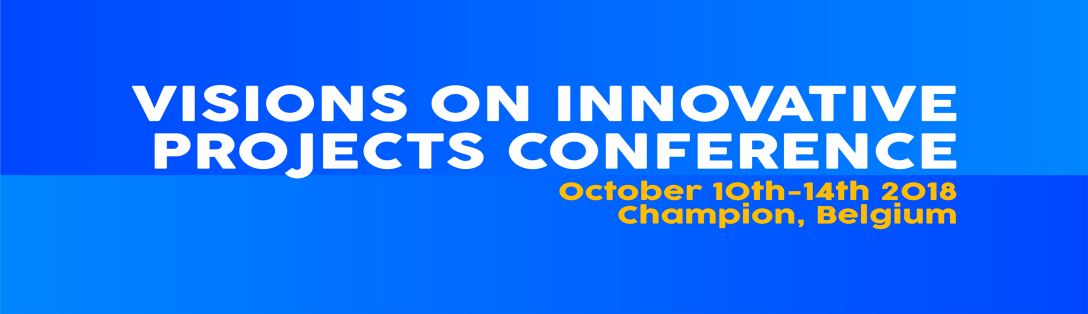 VISIONS ON INNOVATIVE
PROJECTS CONFERENCE
October 10th-14th 2018
Champion, Belgium